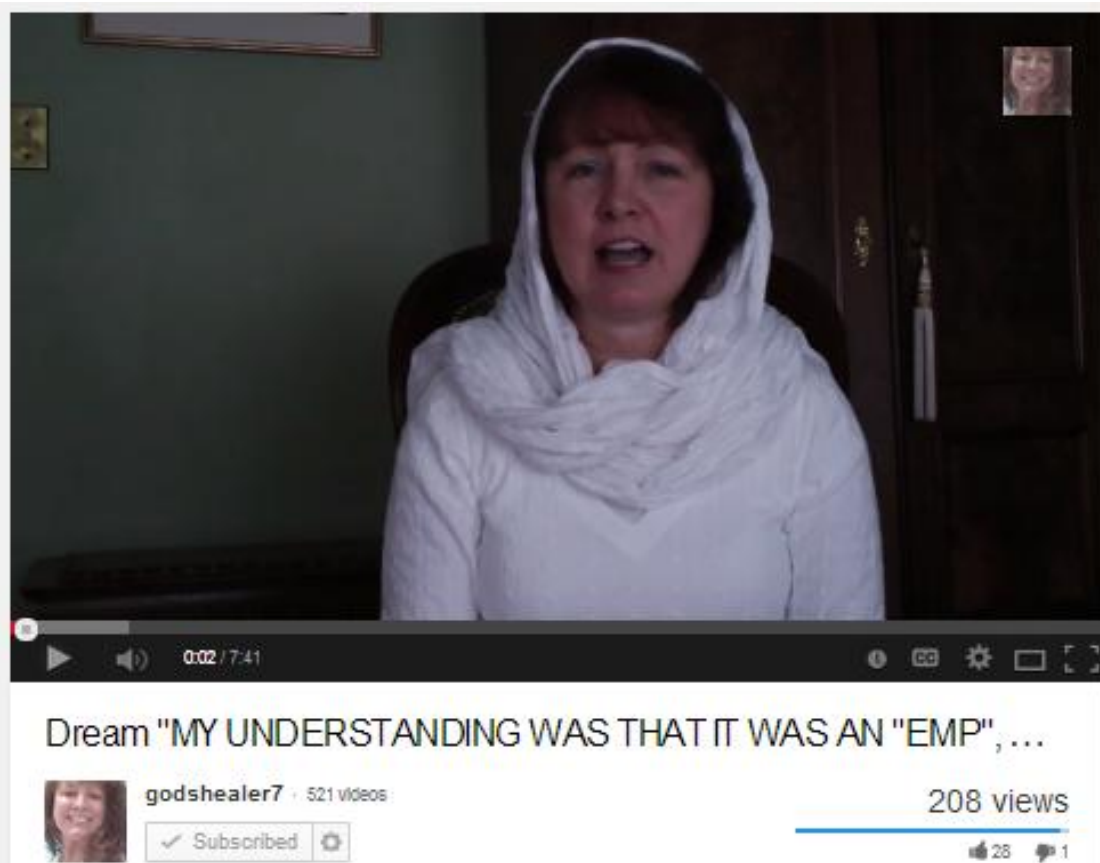 0:02 / 7:41
CC
Dream "MY UNDERSTANDING WAS THAT IT WAS AN "EMP", ...
godshealer7 · 521 videos
Subscribed
208 views
28 1